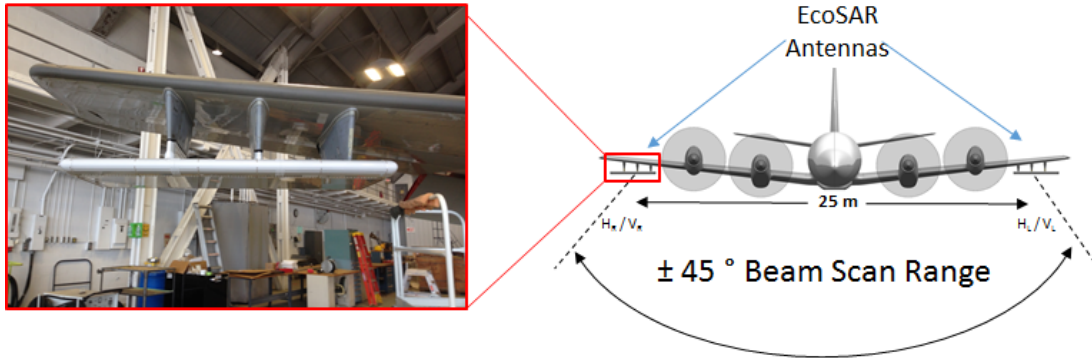 EcoSAR
Antennas
25 m
H_R / V_R
H_L / V_L
± 45 ° Beam Scan Range